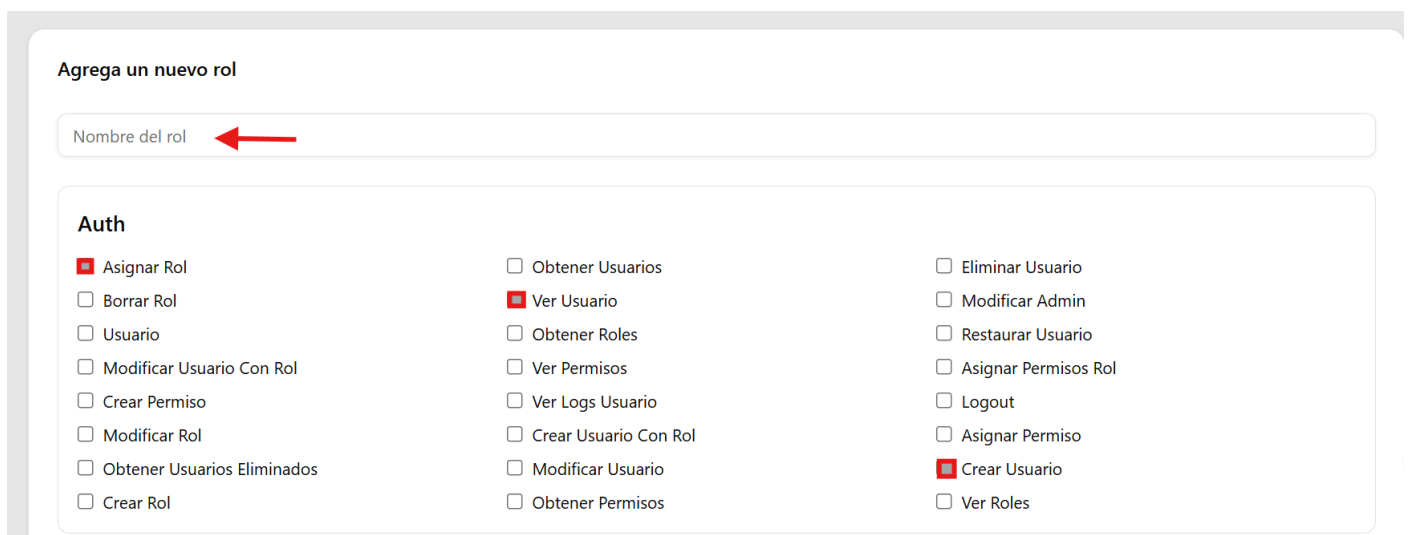 Agrega un nuevo rol
Nombre del rol
Auth
Asignar Rol
Obtener Usuarios
Eliminar Usuario
Borrar Rol
Ver Usuario
Modificar Admin
Usuario
Obtener Roles
Restaurar Usuario
Modificar Usuario Con Rol
Ver Permisos
Asignar Permisos Rol
Crear Permiso
Ver Logs Usuario
Logout
Modificar Rol
Crear Usuario Con Rol
Asignar Permiso
Obtener Usuarios Eliminados
Modificar Usuario
Crear Usuario
Crear Rol
Obtener Permisos
Ver Roles